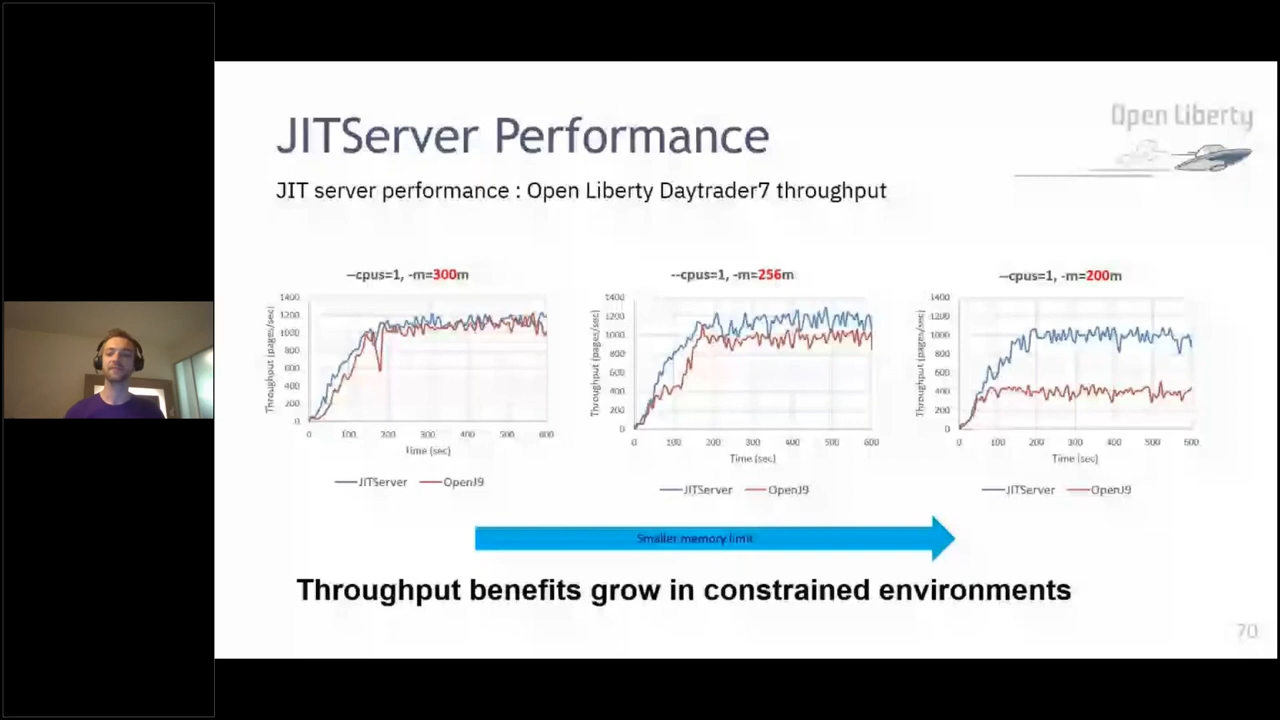 JITServer Performance
Open Liberty
JIT server performance : Open Liberty Daytrader7 throughput
--cpus=1, -m=300m
1400
1200
1000
800
600
400
200
0
Throughput (pages/sec)
0 100 200 300 400 500 600
Time (sec)
JITServer OpenJ9
--cpus=1, -m=256m
1400
1200
1000
800
600
400
200
0
Throughput (pages/sec)
0 100 200 300 400 500 600
Time (sec)
JITServer OpenJ9
--cpus=1, -m=200m
1400
1200
1000
800
600
400
200
0
Throughput (pages/sec)
0 100 200 300 400 500 600
Time (sec)
JITServer OpenJ9
Smaller memory limit
Throughput benefits grow in constrained environments
70